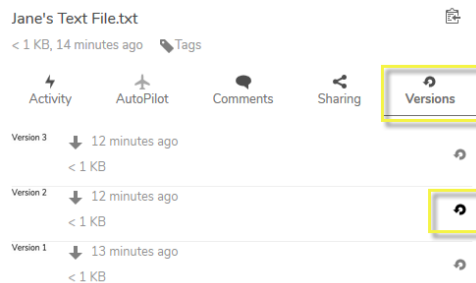 Jane's Text File.txt
< 1 KB, 14 minutes ago Tags
Activity AutoPilot Comments Sharing Versions
Version 3 12 minutes ago
< 1 KB
Version 2 12 minutes ago
< 1 KB
Version 1 13 minutes ago
< 1 KB